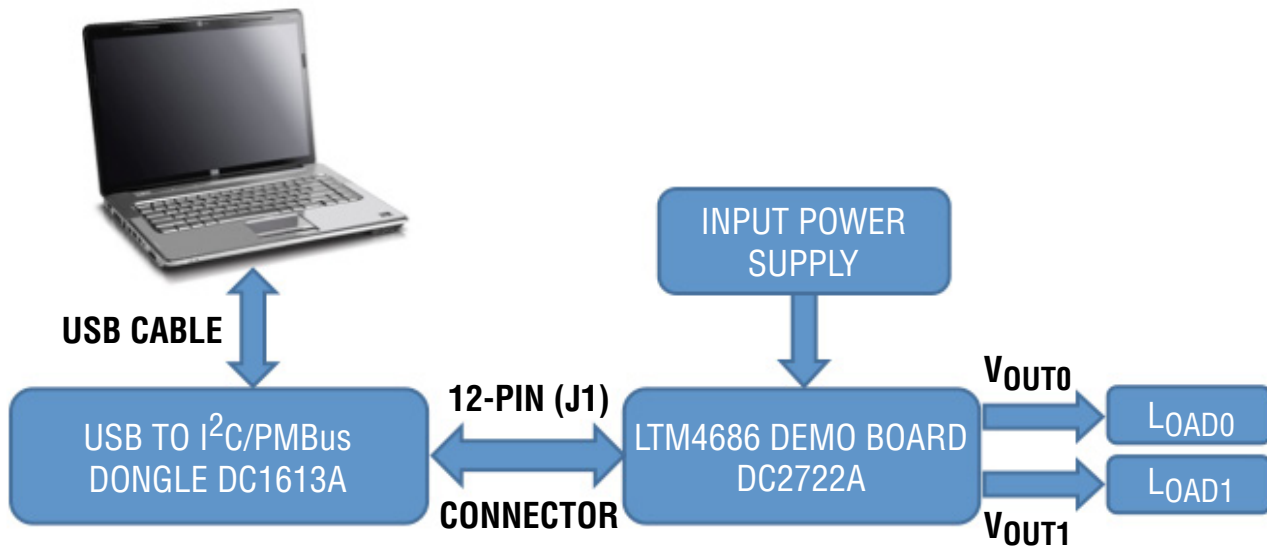 INPUT POWER
SUPPLY
USB CABLE
USB TO I²C/PMBus
DONGLE DC1613A
12-PIN (J1)
CONNECTOR
LTM4686 DEMO BOARD
DC2722A
VOUT0
LOAD0
VOUT1
LOAD1